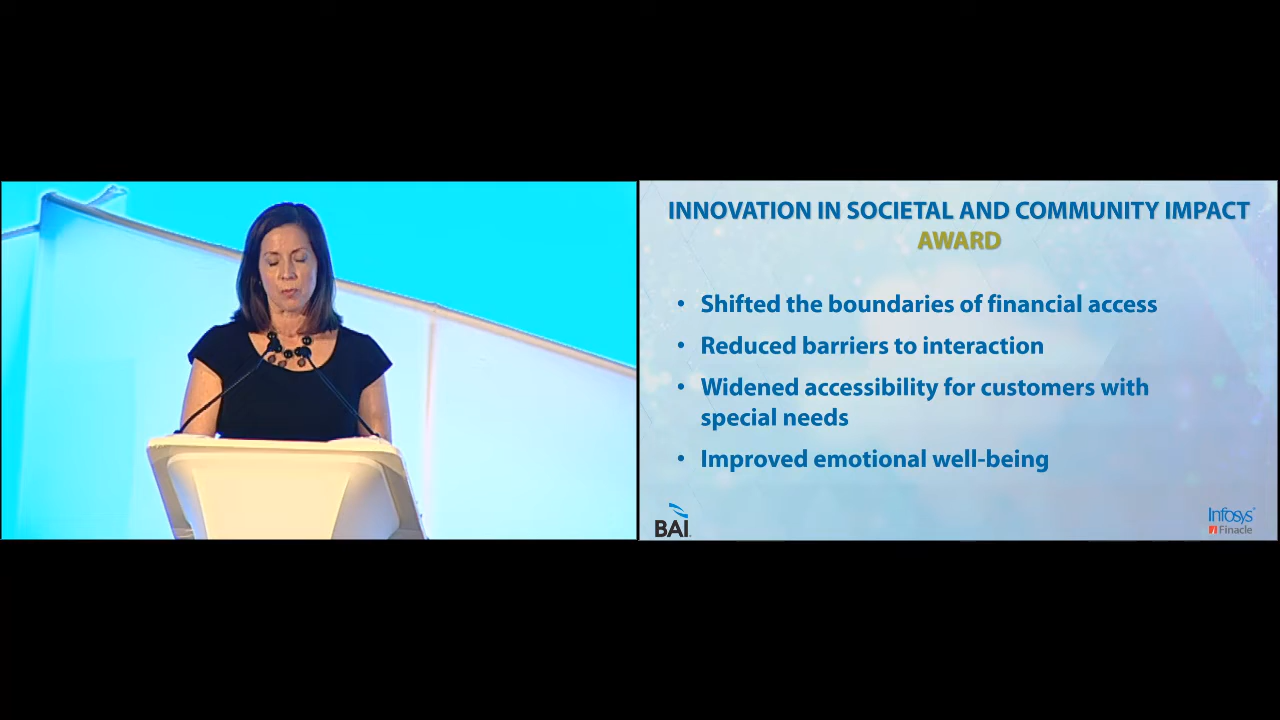 INNOVATION IN SOCIETAL AND COMMUNITY IMPACT
AWARD
• Shifted the boundaries of financial access
• Reduced barriers to interaction
• Widened accessibility for customers with
special needs
• Improved emotional well-being
BAI
Infosys
Finacle